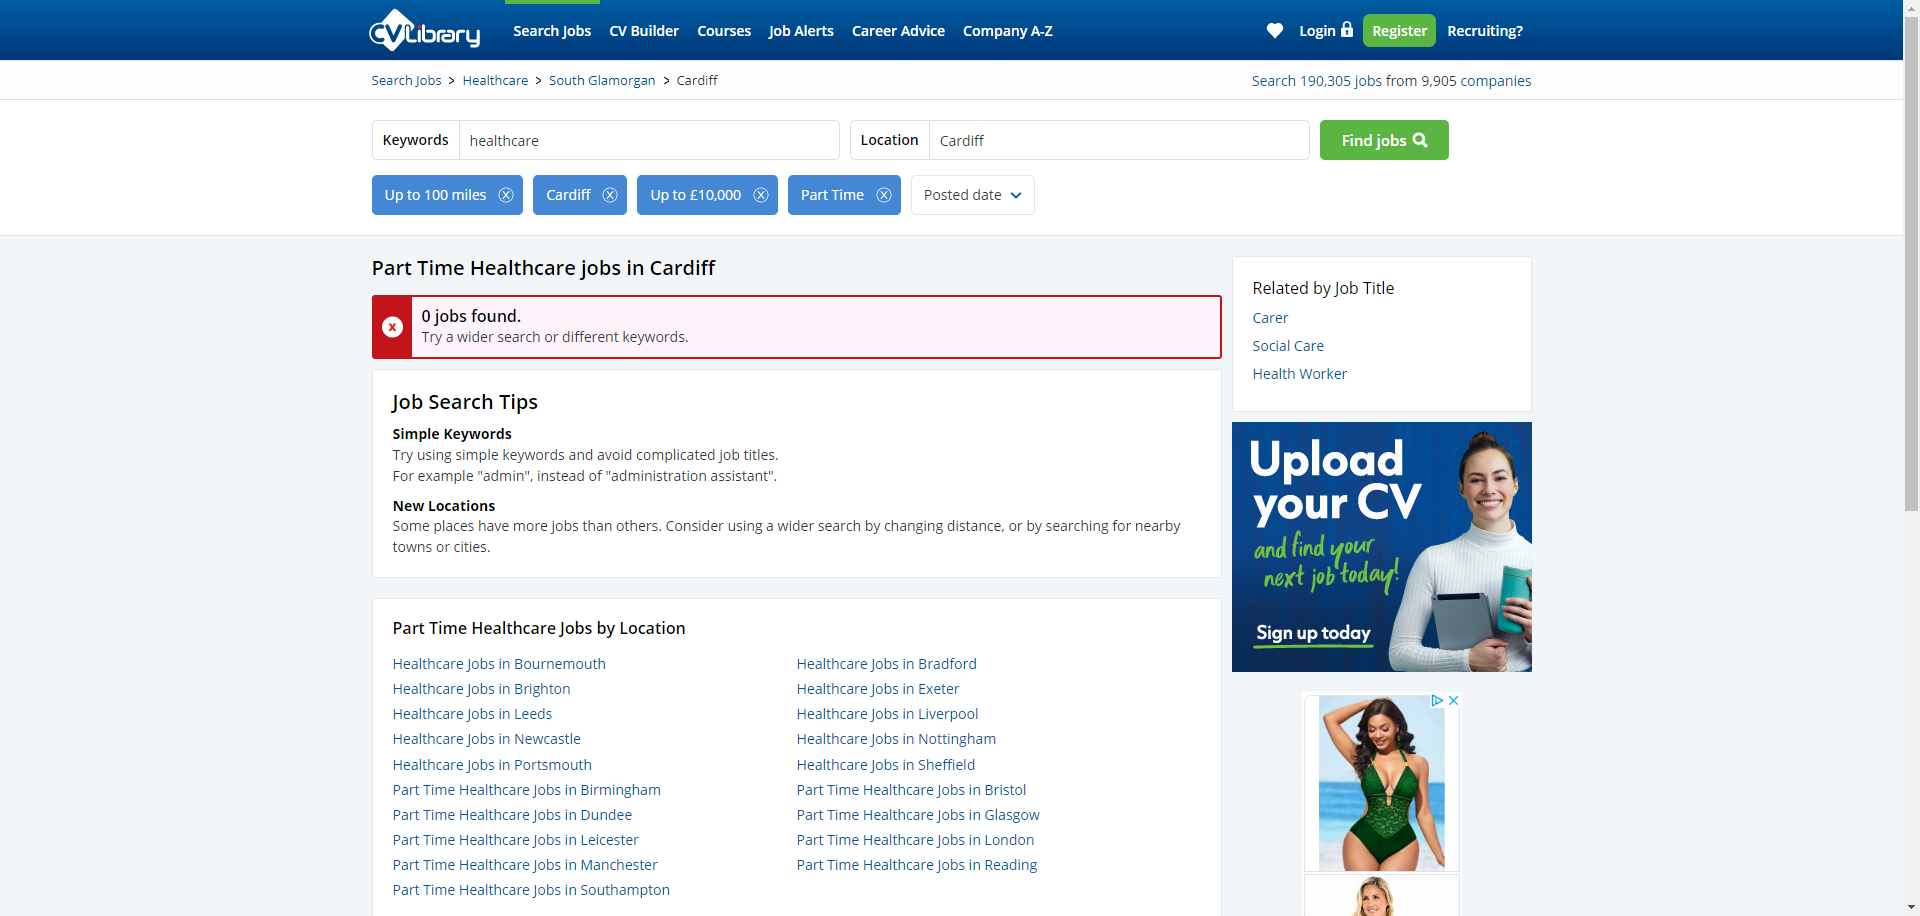 CV Library
Search Jobs
CV Builder
Courses
Job Alerts
Career Advice
Company A-Z
Login
Register
Recruiting?
Search Jobs > Healthcare > South Glamorgan > Cardiff
Search 190,305 jobs from 9,905 companies
Keywords
healthcare
Location
Cardiff
Find jobs
Up to 100 miles
Cardiff
Up to £10,000
Part Time
Posted date
Part Time Healthcare jobs in Cardiff
0 jobs found.
Try a wider search or different keywords.
Job Search Tips
Simple Keywords
Try using simple keywords and avoid complicated job titles.
For example "admin", instead of "administration assistant".
New Locations
Some places have more jobs than others. Consider using a wider search by changing distance, or by searching for nearby
towns or cities.
Part Time Healthcare Jobs by Location
Healthcare Jobs in Bournemouth
Healthcare Jobs in Bradford
Healthcare Jobs in Brighton
Healthcare Jobs in Exeter
Healthcare Jobs in Leeds
Healthcare Jobs in Liverpool
Healthcare Jobs in Newcastle
Healthcare Jobs in Nottingham
Healthcare Jobs in Portsmouth
Healthcare Jobs in Sheffield
Part Time Healthcare Jobs in Birmingham
Part Time Healthcare Jobs in Bristol
Part Time Healthcare Jobs in Dundee
Part Time Healthcare Jobs in Glasgow
Part Time Healthcare Jobs in Leicester
Part Time Healthcare Jobs in London
Part Time Healthcare Jobs in Manchester
Part Time Healthcare Jobs in Reading
Part Time Healthcare Jobs in Southampton
Related by Job Title
Carer
Social Care
Health Worker
Upload
your CV
and find your
next job today!
Sign up today